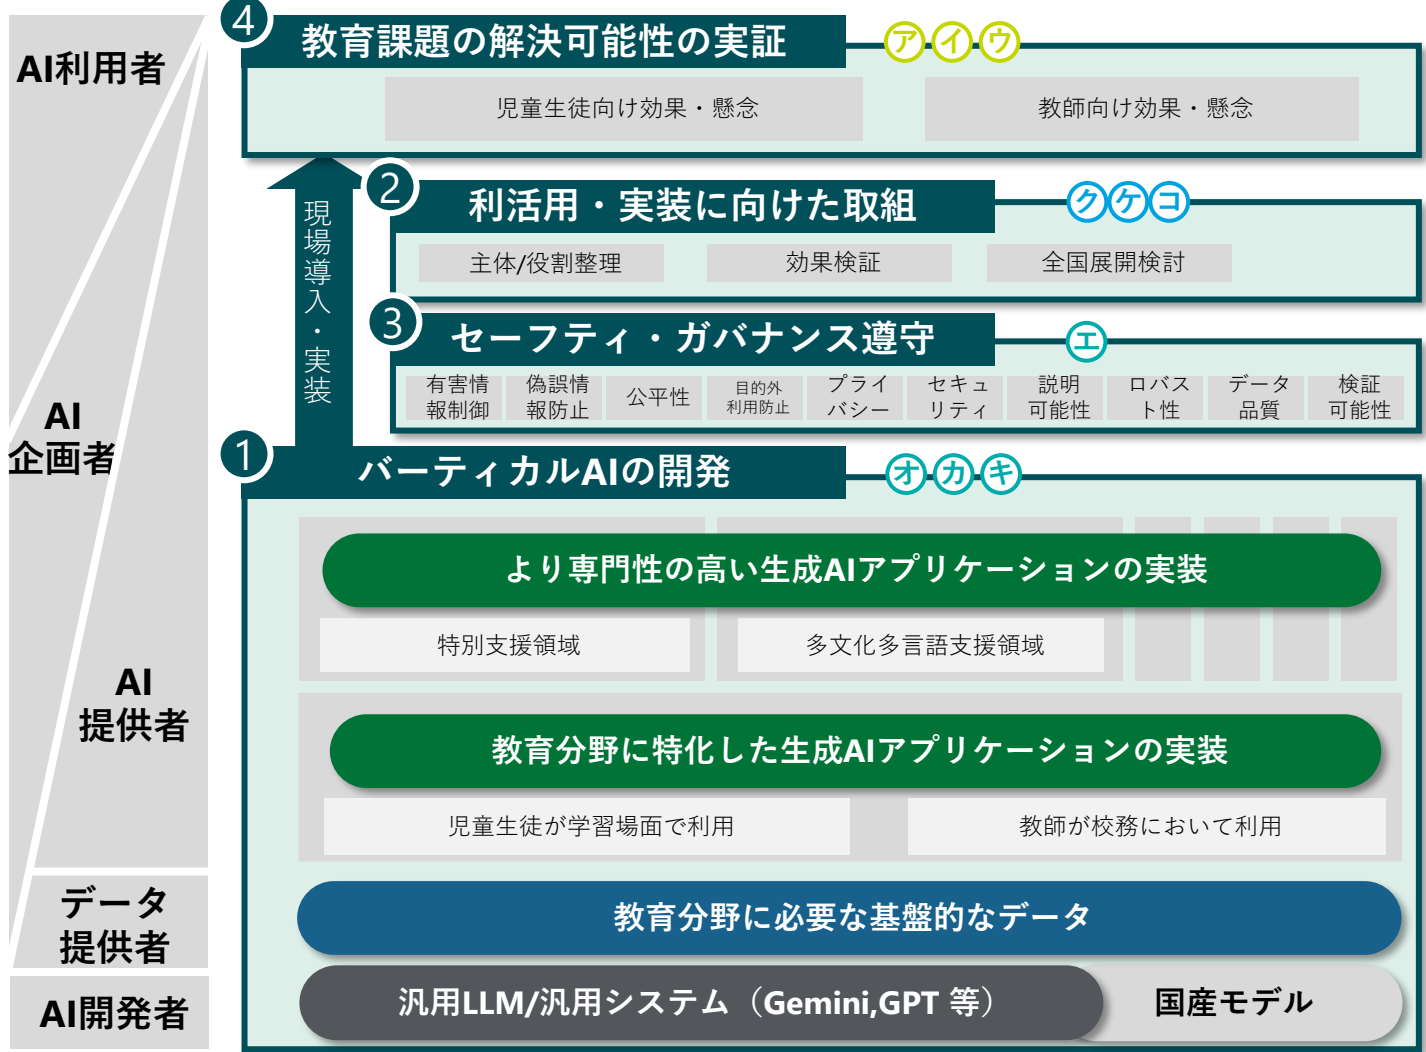 AI利用者
AI
企画者
AI
提供者
データ
提供者
AI開発者
4
教育課題の解決可能性の実証
ア イ ウ
児童生徒向け効果・懸念
教師向け効果・懸念
現場導入・実装
2
利活用・実装に向けた取組
ク ケ コ
主体/役割整理
効果検証
全国展開検討
3
セーフティ・ガバナンス遵守
エ
有害情
報制御
偽誤情
報防止
公平性
目的外
利用防止
プライ
バシー
セキュ
リティ
説明
可能性
ロバス
ト性
データ
品質
検証
可能性
1
バーティカルAIの開発
オ カ キ
より専門性の高い生成AIアプリケーションの実装
特別支援領域
多文化多言語支援領域
教育分野に特化した生成AIアプリケーションの実装
児童生徒が学習場面で利用
教師が校務において利用
教育分野に必要な基盤的なデータ
汎用LLM/汎用システム（Gemini,GPT 等）
国産モデル